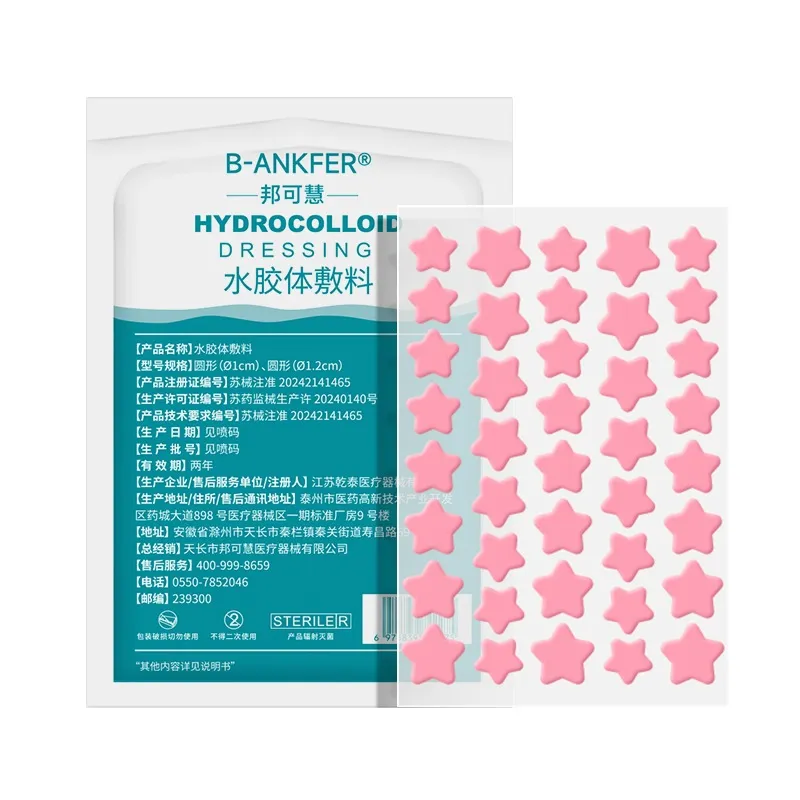 B-ANKFER®
邦可慧
HYDROCOLLOID
DRESSING
水胶体敷料
【产品名称】水胶体敷料
【型号规格】圆形(Ø1cm)、圆形(Ø1.2cm)
【产品注册证编号】苏械注准 20242141465
【生产许可证编号】苏药监械生产许 20240140号
【产品技术要求编号】苏械注准 20242141465
【生 产 日 期】见喷码
【生 产 批 号】见喷码
【有 效 期】两年
【生产企业/售后服务单位/注册人】江苏乾泰医疗器械有
【生产地址/住所/售后通讯地址】泰州市医药高新技术产业开发
区药城大道898 号医疗器械区一期标准厂房9 号楼
【地址】安徽省滁州市天长市秦栏镇秦关街道寿昌路59
【总经销】天长市邦可慧医疗器械有限公司
【售后服务】400-999-8659
【电话】0550-7852046
【邮编】239300
包装破损切勿使用
2
不得二次使用
STERILE R
产品辐射灭菌
"其他内容详见说明书"